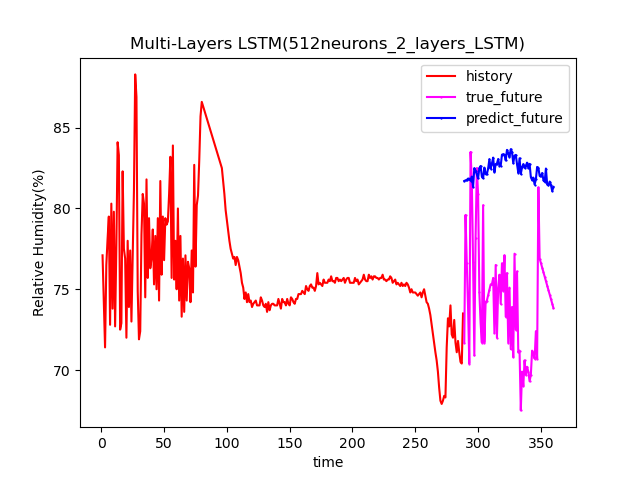 Multi-Layers LSTM(512neurons_2_layers_LSTM)
history
true_future
predict_future
Relative Humidity(%)
85
80
75
70
0 50 100 150 200 250 300 350
time